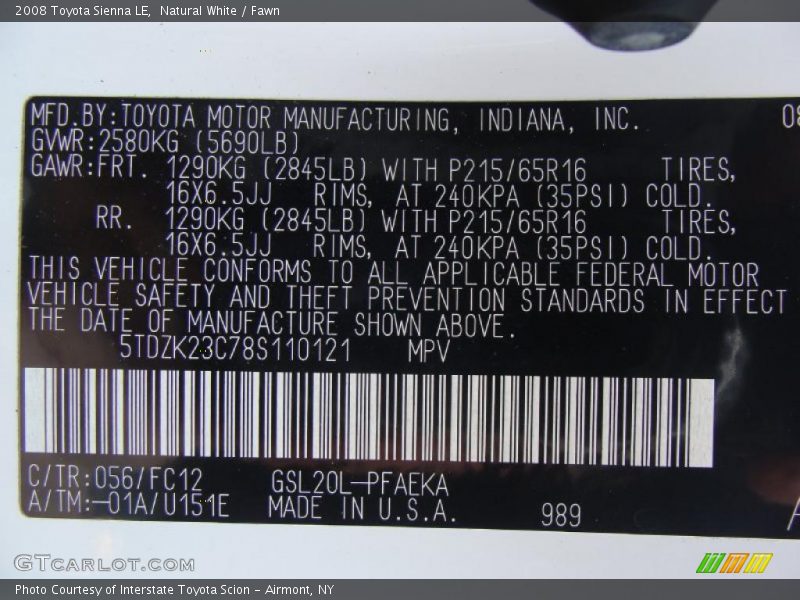 2008 Toyota Sienna LE, Natural White / Fawn
MFD.BY:TOYOTA MOTOR MANUFACTURING, INDIANA, INC. 08
GVWR:2580KG (5690LB)
GAWR:FRT. 1290KG (2845LB) WITH P215/65R16 TIRES,
16X6.5JJ RIMS, AT 240KPA (35PSI) COLD.
RR. 1290KG (2845LB) WITH P215/65R16 TIRES,
16X6.5JJ RIMS, AT 240KPA (35PSI) COLD.
THIS VEHICLE CONFORMS TO ALL APPLICABLE FEDERAL MOTOR
VEHICLE SAFETY AND THEFT PREVENTION STANDARDS IN EFFECT
THE DATE OF MANUFACTURE SHOWN ABOVE.
5TDZK23C78S110121 MPV
C/TR:056/FC12 GSL20L-PFAEKA
A/TM:-01A/U151E MADE IN U.S.A. 989
GTCARLOT.COM
Photo Courtesy of Interstate Toyota Scion - Airmont, NY